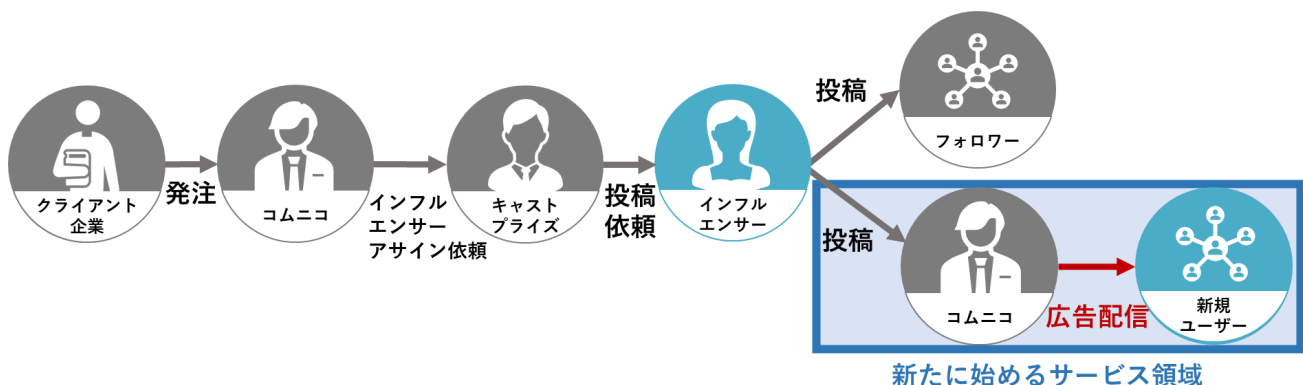 クライアント
企業
発注
コムニコ
インフル
エンサー
アサイン依頼
キャスト
プライズ
投稿
依頼
インフル
エンサー
投稿
フォロワー
投稿
コムニコ
広告配信
新規
ユーザー
新たに始めるサービス領域